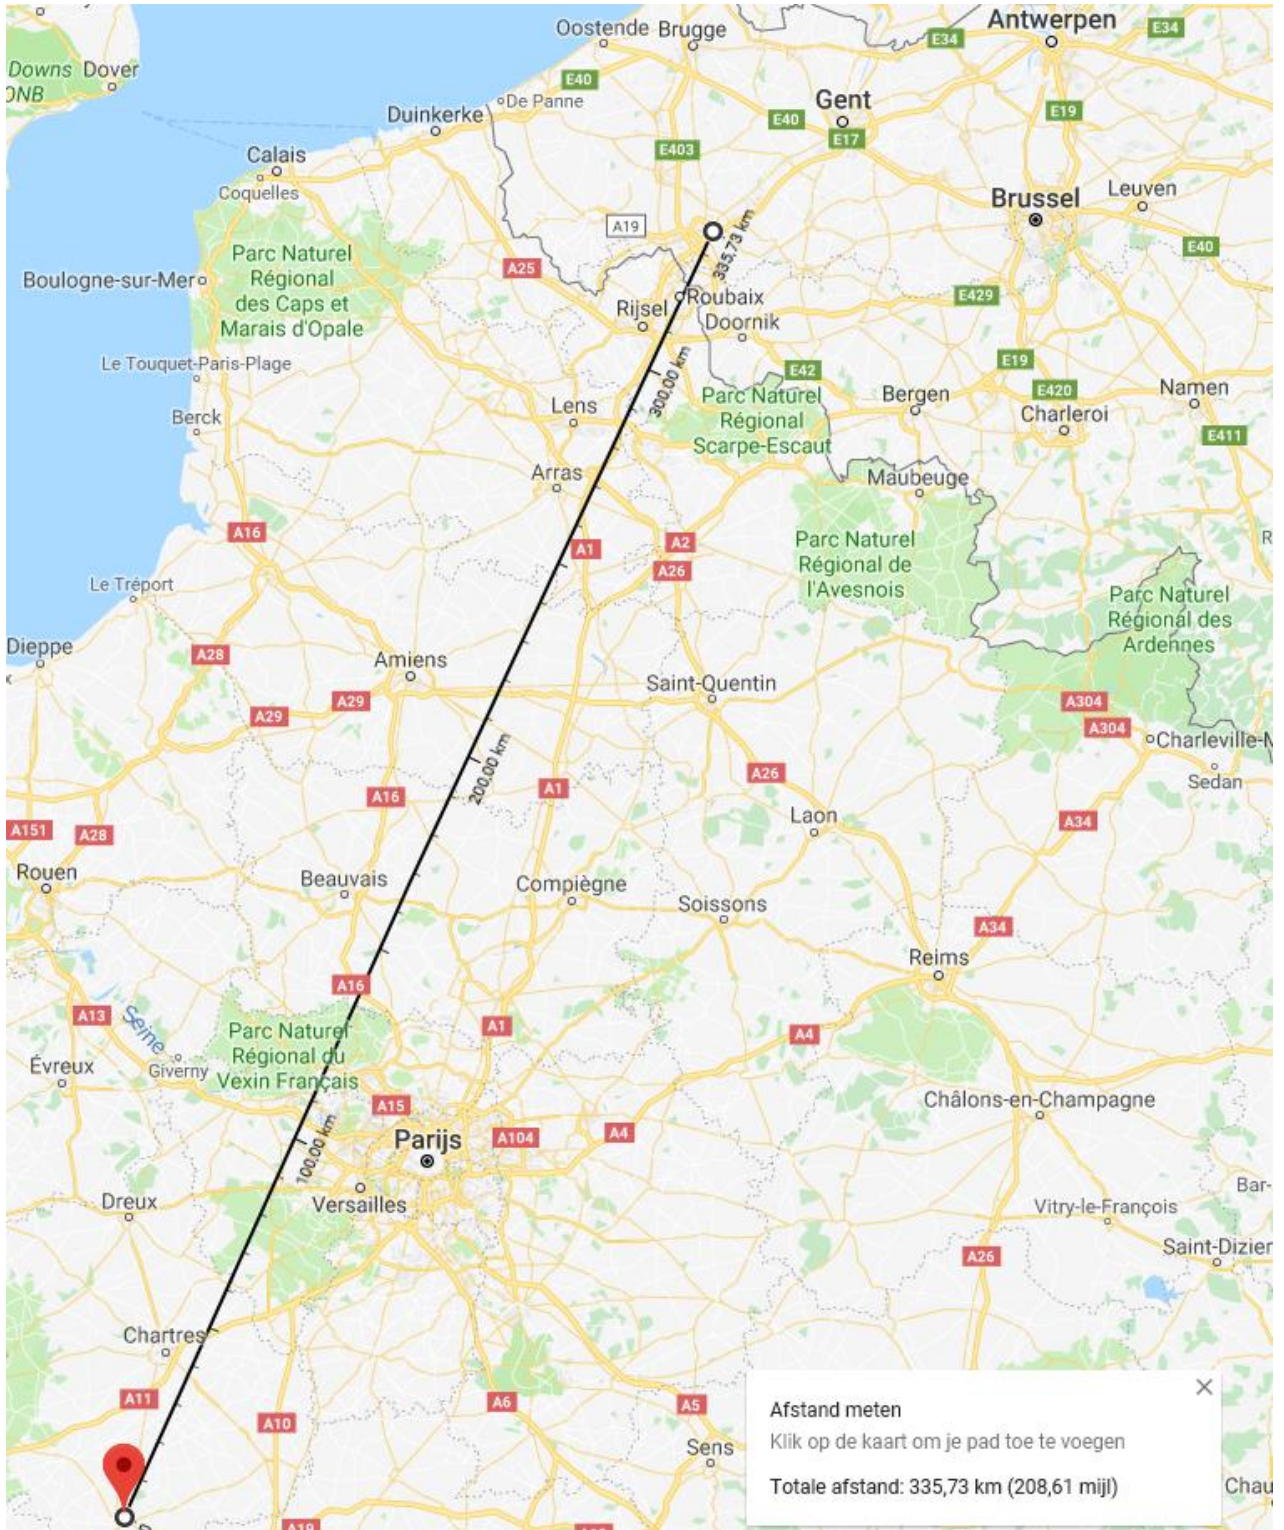 Oostende
Brugge
Antwerpen
E34
E34
Downs
ONB
Dover
E40
De Panne
Gent
Duinkerke
E40
E17
E19
Calais
E403
Coquelles
Brussel
Leuven
A19
335,73 km
E40
Parc Naturel
Régional
des Caps et
Marais d'Opale
A25
Boulogne-sur-Mer
Roubaix
E429
Rijsel
Doornik
Le Touquet-Paris-Plage
300,00 km
E42
E19
E420
Namen
Parc Naturel
Régional
Scarpe-Escaut
Bergen
Charleroi
Berck
Lens
E411
Arras
Maubeuge
A16
A1
A2
A26
Parc Naturel
Régional de
l'Avesnois
Le Tréport
Parc Naturel
Régional des
Ardennes
Dieppe
A28
Amiens
Saint-Quentin
A29
A29
A304
A304
Charleville-M
200,00 km
A26
Sedan
A16
A1
A151
A28
Laon
A34
Rouen
Beauvais
Compiègne
Soissons
A34
Reims
A16
A13
Seine
Parc Naturel
Régional du
Vexin Français
A1
A4
Évreux
Giverny
A15
Châlons-en-Champagne
100,00 km
Parijs
A104
A4
Dreux
Versailles
Bar-
Vitry-le-François
Saint-Dizier
A26
Chartres
A11
A10
A6
A5
Sens
Afstand meten
Klik op de kaart om je pad toe te voegen
Totale afstand: 335,73 km (208,61 mijl)
Chau
A19